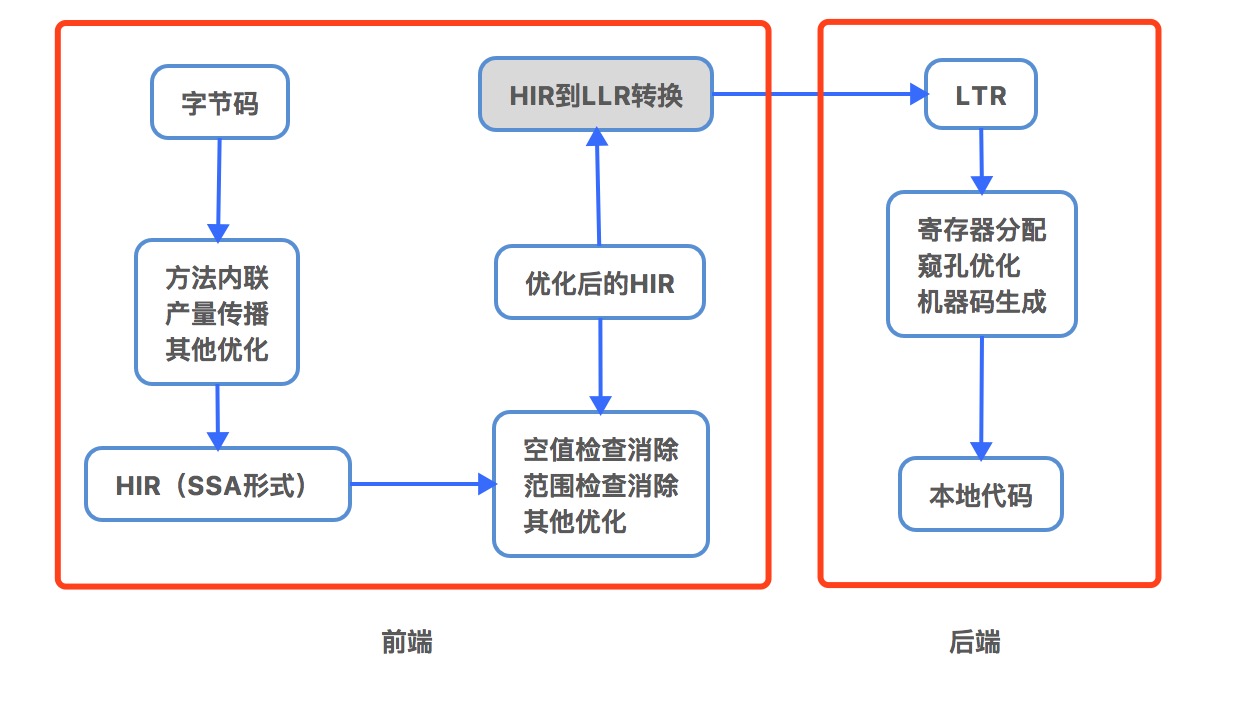 字节码
方法内联
产量传播
其他优化
HIR（SSA形式）
HIR到LLR转换
优化后的HIR
空值检查消除
范围检查消除
其他优化
LTR
寄存器分配
窥孔优化
机器码生成
本地代码
前端
后端